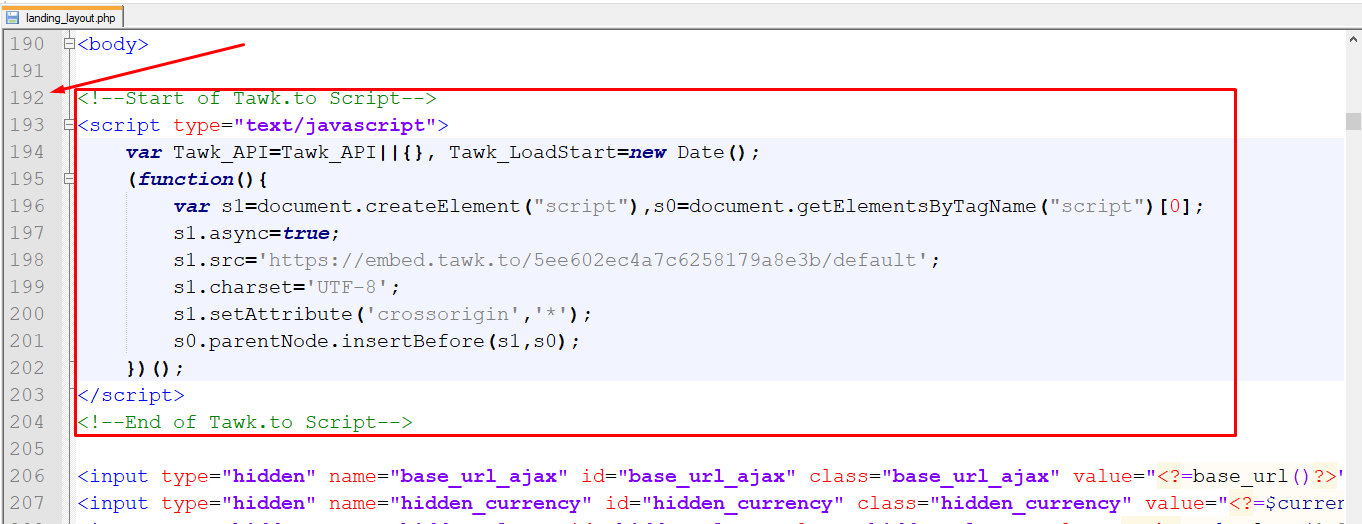 landing_layout.php
190 <body>
191
192 <!--Start of Tawk.to Script-->
193 <script type="text/javascript">
194 var Tawk_API=Tawk_API||{}, Tawk_LoadStart=new Date();
195 (function(){
196 var s1=document.createElement("script"),s0=document.getElementsByTagName("script")[0];
197 s1.async=true;
198 s1.src='https://embed.tawk.to/5ee602ec4a7c6258179a8e3b/default';
199 s1.charset='UTF-8';
200 s1.setAttribute('crossorigin','*');
201 s0.parentNode.insertBefore(s1,s0);
202 })();
203 </script>
204 <!--End of Tawk.to Script-->
205
206 <input type="hidden" name="base_url_ajax" id="base_url_ajax" class="base_url_ajax" value="<?=base_url()?>"
207 <input type="hidden" name="hidden_currency" id="hidden_currency" class="hidden_currency" value="<?=$curren